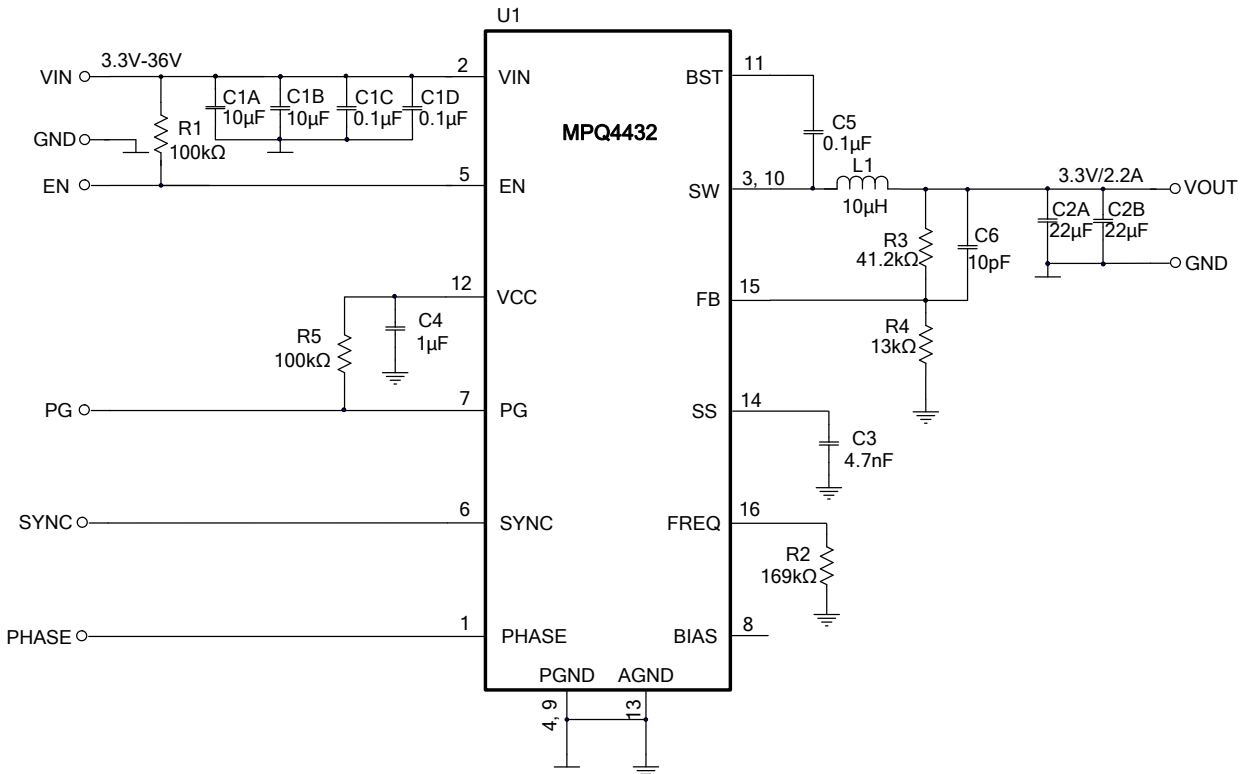 U1
MPQ4432
VIN
3.3V-36V
2
VIN
C1A
10µF
C1B
10µF
C1C
0.1µF
C1D
0.1µF
GND
R1
100kΩ
EN
5
EN
12
VCC
C4
1µF
R5
100kΩ
PG
7
PG
SYNC
6
SYNC
PHASE
1
PHASE
PGND
AGND
4, 9
13
BST
11
C5
0.1µF
SW
3, 10
L1
10µH
3.3V/2.2A
VOUT
C2A
22µF
C2B
22µF
GND
R3
41.2kΩ
C6
10pF
FB
15
R4
13kΩ
SS
14
C3
4.7nF
FREQ
16
R2
169kΩ
BIAS
8